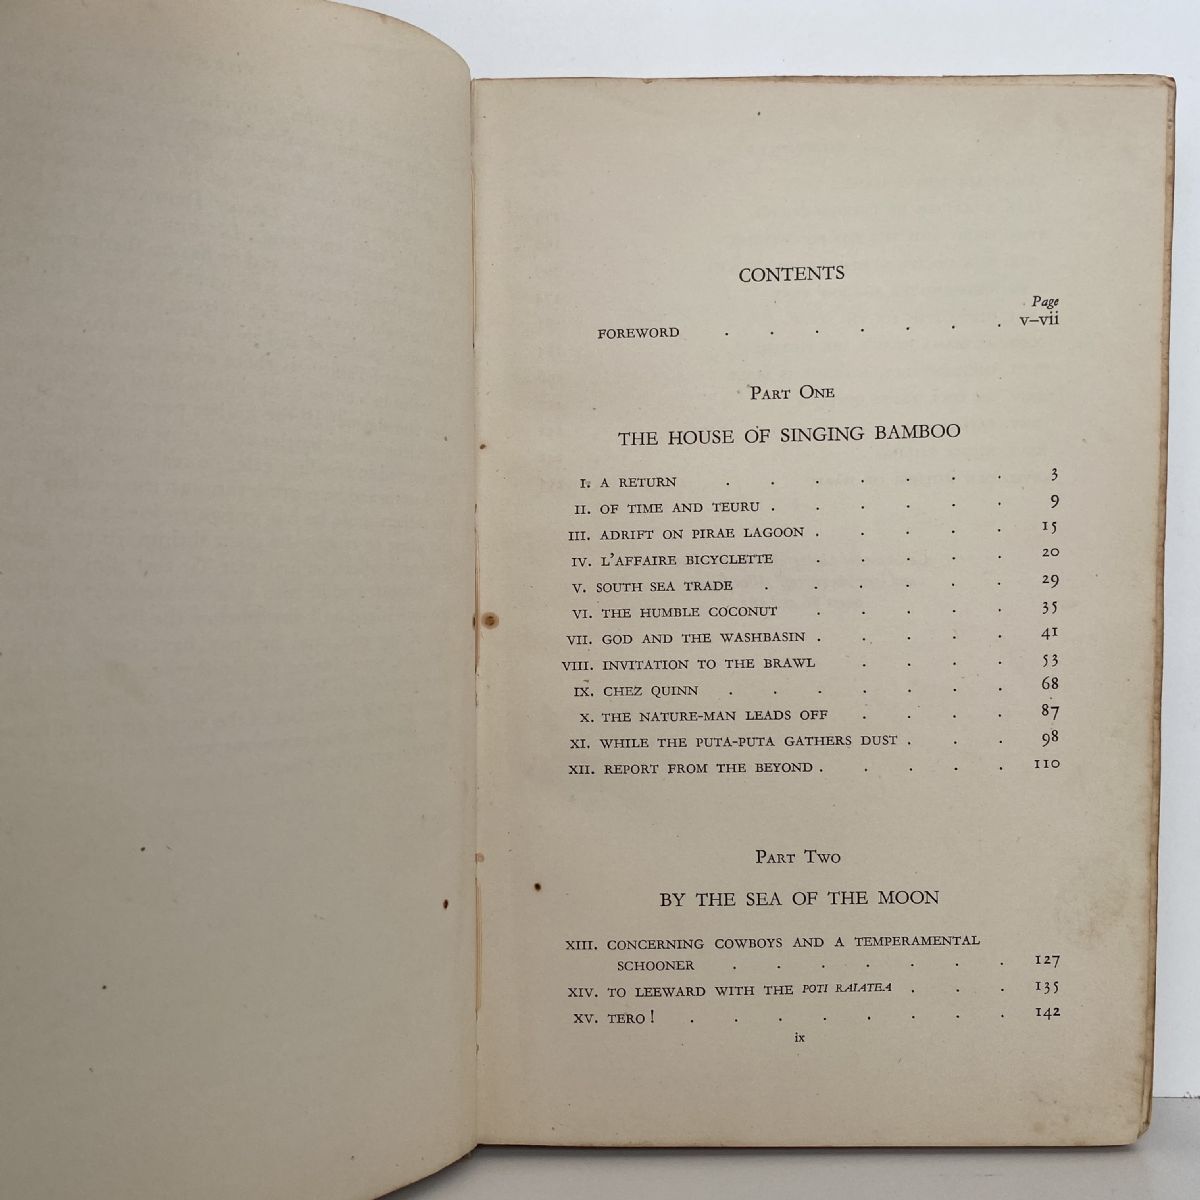 CONTENTS
Page
FOREWORD . . . . . . . v–vii
Part One
THE HOUSE OF SINGING BAMBOO
I. A RETURN . . . . . . . 3
II. OF TIME AND TEURU . . . . . . 9
III. ADRIFT ON PIRAE LAGOON . . . . . 15
IV. L'AFFAIRE BICYCLETTE . . . . . 20
V. SOUTH SEA TRADE . . . . . . 29
VI. THE HUMBLE COCONUT . . . . . 35
VII. GOD AND THE WASHBASIN . . . . . 41
VIII. INVITATION TO THE BRAWL . . . . 53
IX. CHEZ QUINN . . . . . . . 68
X. THE NATURE-MAN LEADS OFF . . . . 87
XI. WHILE THE PUTA-PUTA GATHERS DUST . . . 98
XII. REPORT FROM THE BEYOND . . . . . 110
Part Two
BY THE SEA OF THE MOON
XIII. CONCERNING COWBOYS AND A TEMPERAMENTAL
SCHOONER . . . . . . . 127
XIV. TO LEEWARD WITH THE POTI RAIATEA . . . 135
XV. TERO! . . . . . . . . 142
ix